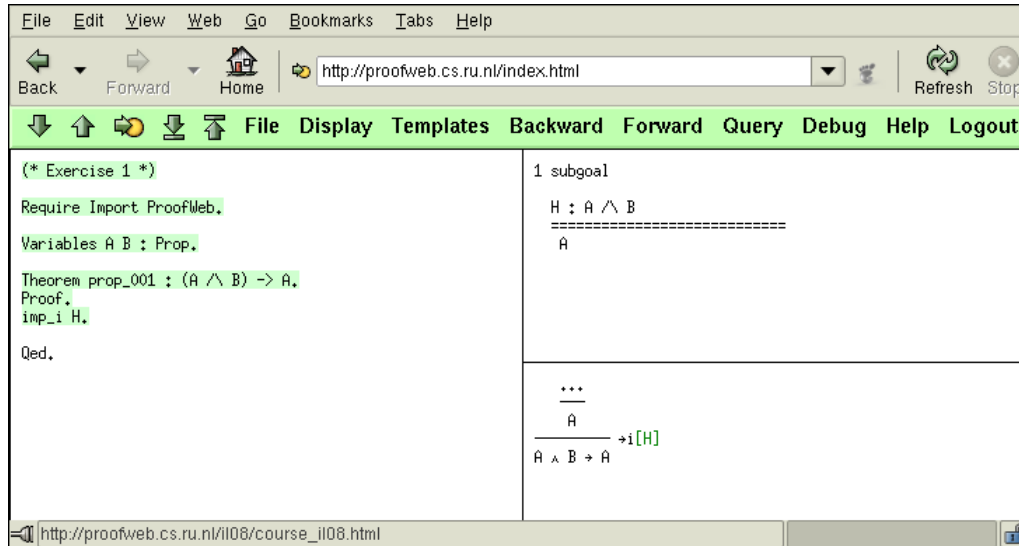 File Edit View Web Go Bookmarks Tabs Help
Back Forward Home http://proofweb.cs.ru.nl/index.html Refresh Stop
File Display Templates Backward Forward Query Debug Help Logout
(* Exercise 1 *)
Require Import ProofWeb.
Variables A B : Prop.
Theorem prop_001 : (A /\ B) -> A.
Proof.
imp_i H.
Qed.
1 subgoal
H : A /\ B
============================
A
...
A
→i[H]
A ∧ B → A
http://proofweb.cs.ru.nl/il08/course_il08.html